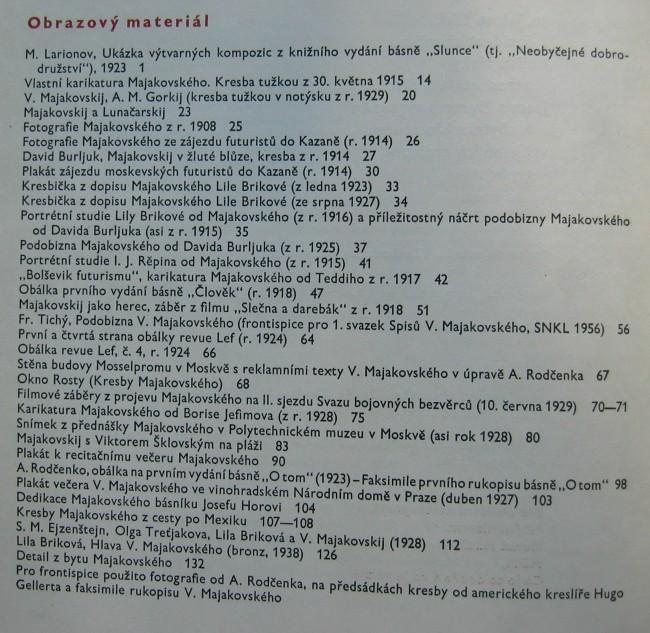 Obrazový materiál
M. Larionov, Ukázka výtvarných kompozic z knižního vydání básně „Slunce" (tj. „Neobyčejné dobro-
družství"), 1923 1
Vlastní karikatura Majakovského. Kresba tužkou z 30. května 1915 14
V. Majakovskij, A. M. Gorkij (kresba tužkou v notýsku z r. 1929) 20
Majakovskij a Lunačarskij 23
Fotografie Majakovského z r. 1908 25
Fotografie Majakovského ze zájezdu futuristů do Kazaně (r. 1914) 26
David Burljuk, Majakovskij v žluté blůze, kresba z r. 1914 27
Plakát zájezdu moskevských futuristů do Kazaně (r. 1914) 30
Kresbička z dopisu Majakovského Lile Brikové (z ledna 1923) 33
Kresbička z dopisu Majakovského Lile Brikové (ze srpna 1927) 34
Portrétní studie Lily Brikové od Majakovského (z r. 1916) a příležitostný náčrt podobizny Majakovského
od Davida Burljuka (asi z r. 1915) 35
Podobizna Majakovského od Davida Burljuka (z r. 1925) 37
Portrétní studie I. J. Rěpina od Majakovského (z r. 1915) 41
„Bolševik futurismu", karikatura Majakovského od Teddiho z r. 1917 42
Obálka prvního vydání básně „Člověk" (r. 1918) 47
Majakovskij jako herec, záběr z filmu „Slečna a darebák" z r. 1918 51
Fr. Tichý, Podobizna V. Majakovského (frontispice pro 1. svazek Spisů V. Majakovského, SNKL 1956) 56
První a čtvrtá strana obálky revue Lef (r. 1924) 64
Obálka revue Lef, č. 4, r. 1924 66
Stěna budovy Mosselpromu v Moskvě s reklamními texty V. Majakovského v úpravě A. Rodčenka 67
Okno Rosty (Kresby Majakovského) 68
Filmové záběry z projevu Majakovského na II. sjezdu Svazu bojovných bezvěrců (10. června 1929) 70—71
Karikatura Majakovského od Borise Jefimova (z r. 1928) 75
Snímek z přednášky Majakovského v Polytechnickém muzeu v Moskvě (asi rok 1928) 80
Majakovskij s Viktorem Šklovským na pláži 83
Plakát k recitačnímu večeru Majakovského 90
A. Rodčenko, obálka na prvním vydání básně „O tom" (1923) – Faksimile prvního rukopisu básně „O tom" 98
Plakát večera V. Majakovského ve vinohradském Národním domě v Praze (duben 1927) 103
Dedikace Majakovského básníku Josefu Horovi 104
Kresby Majakovského z cesty po Mexiku 107—108
S. M. Ejzenštejn, Olga Treťjakova, Lila Briková a V. Majakovskij (1928) 112
Lila Briková, Hlava V. Majakovského (bronz, 1938) 126
Detail z bytu Majakovského 132
Pro frontispice použito fotografie od A. Rodčenka, na předsádkách kresby od amerického kreslíře Hugo
Gellerta a faksimile rukopisu V. Majakovského